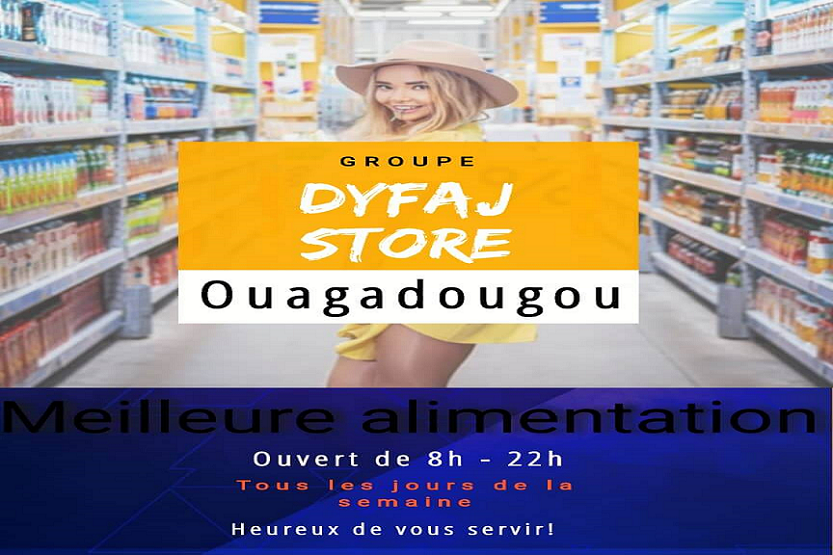 GROUPE
DYFAJ
STORE
Ouagadougou
Meilleure alimentation
Ouvert de 8h - 22h
Tous les jours de la
semaine
Heureux de vous servir!